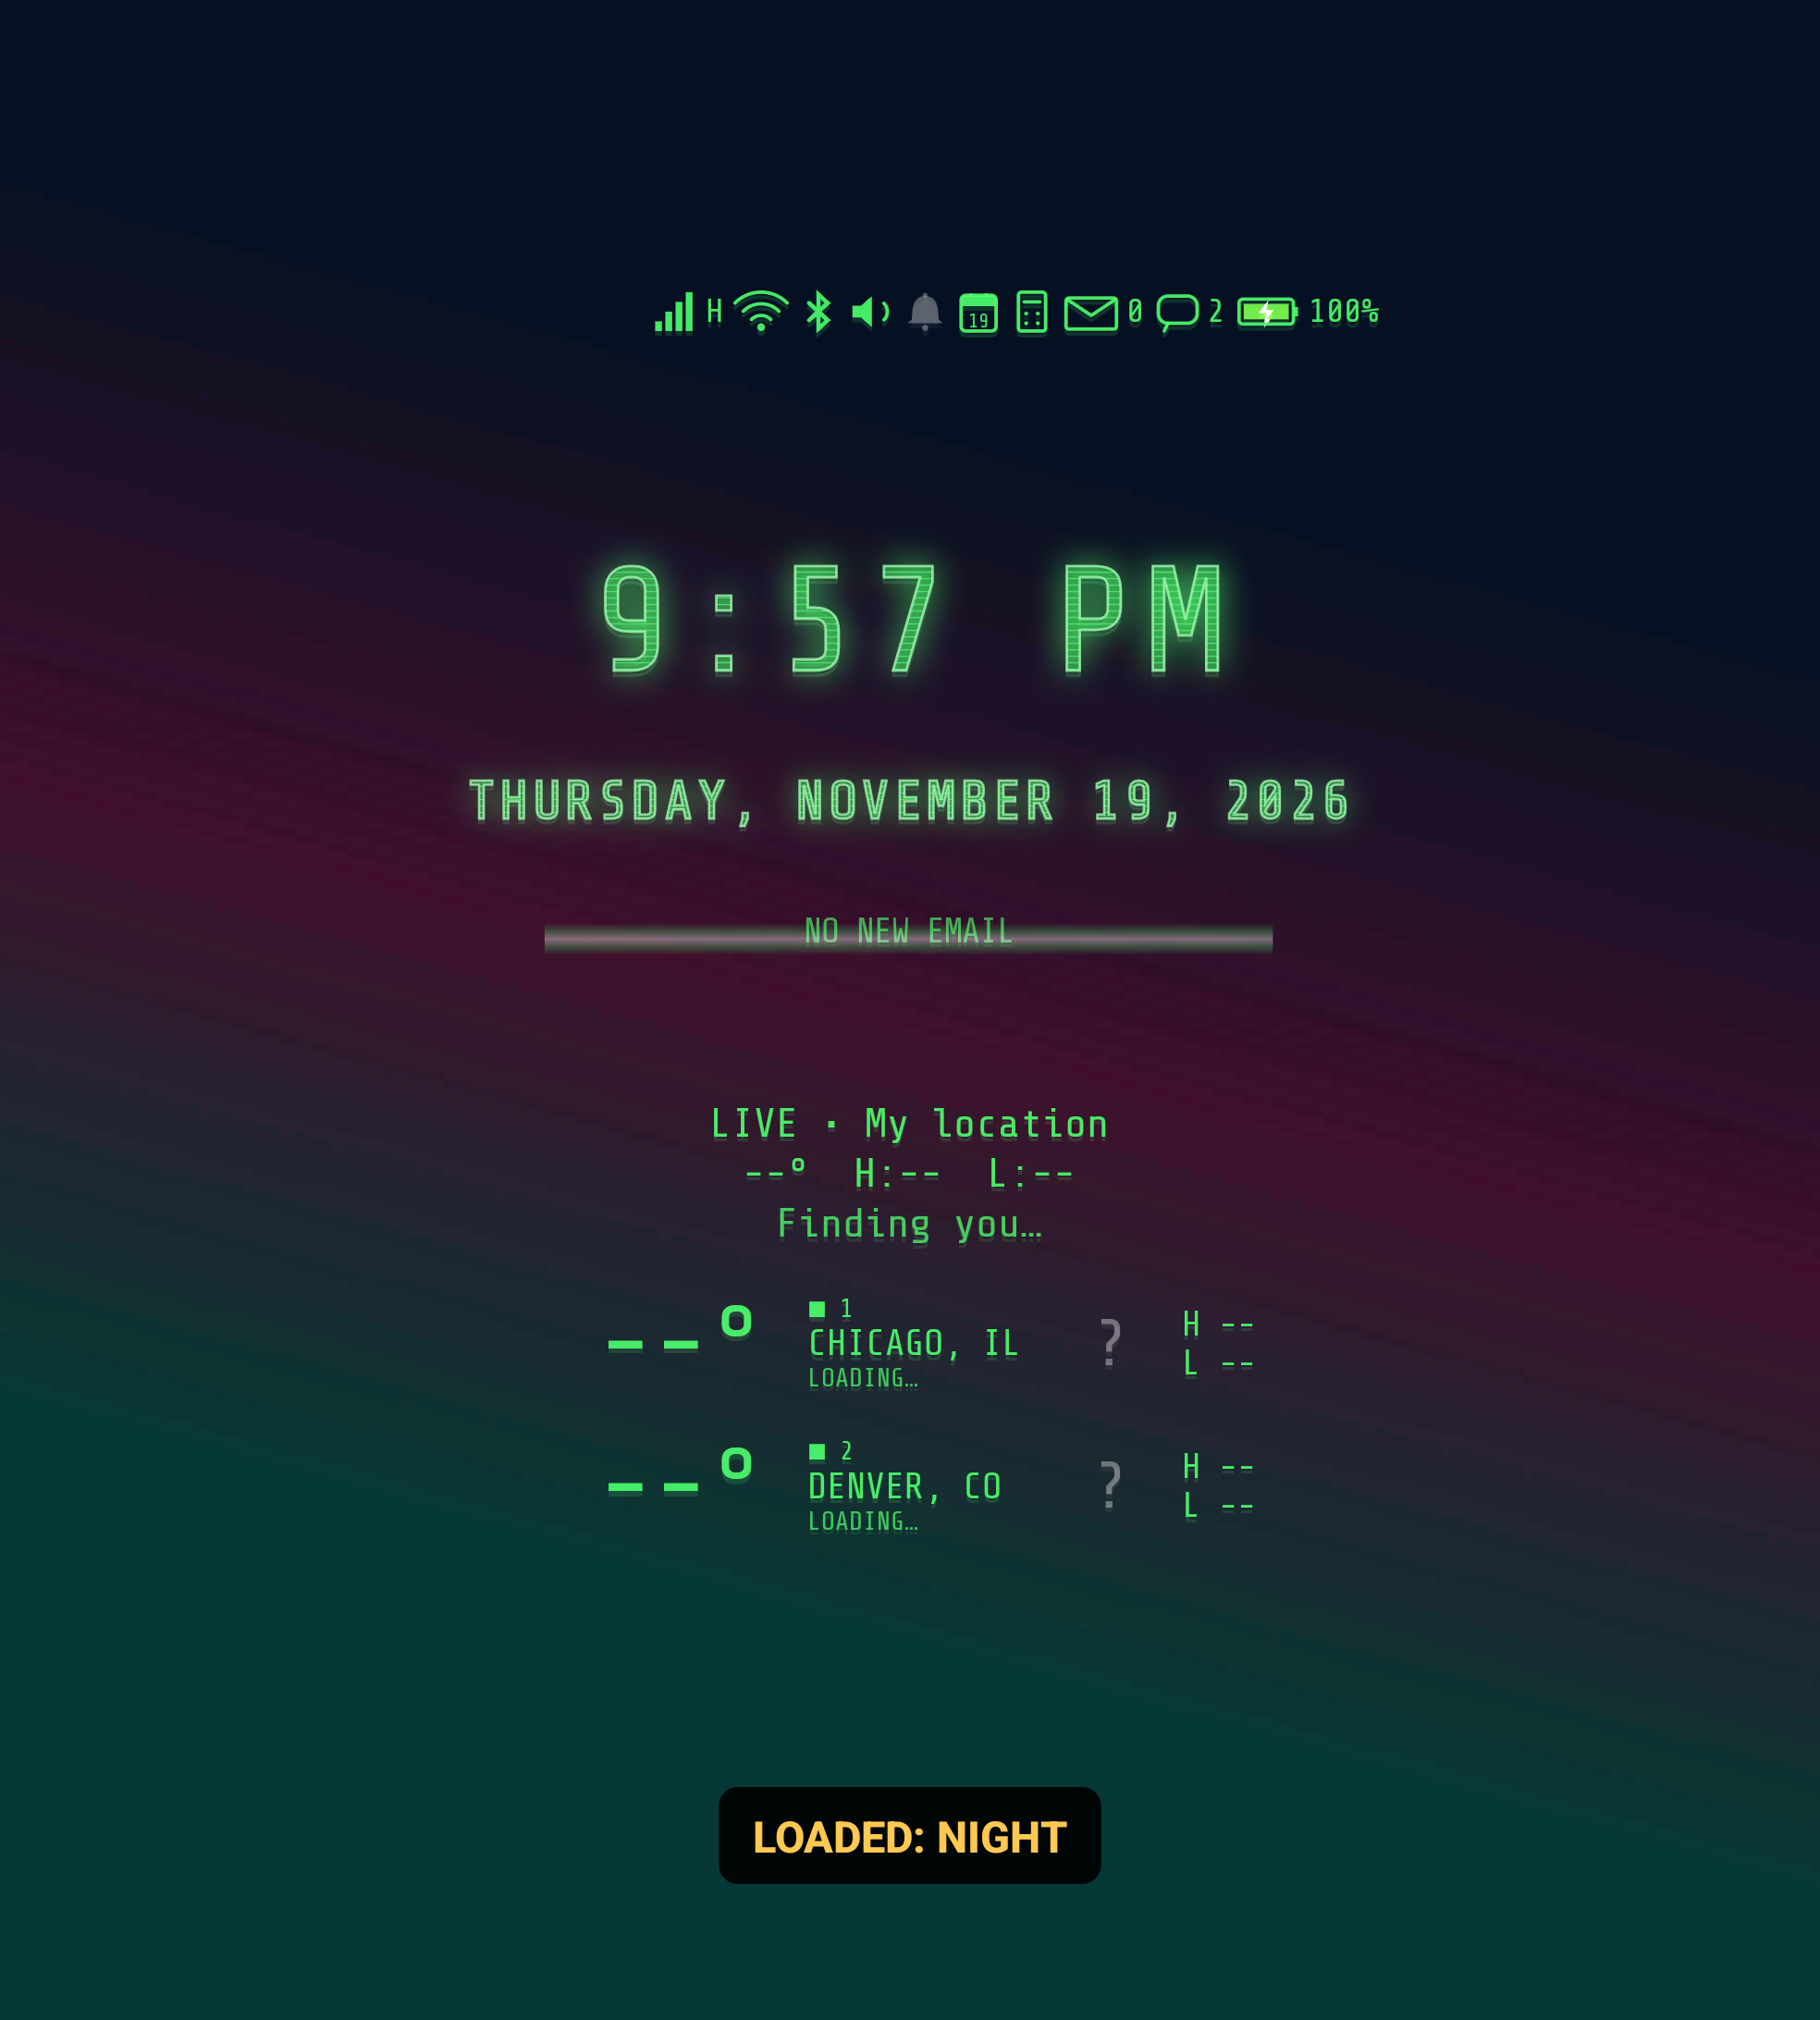 H 19 0 2 100%
9:57 PM
THURSDAY, NOVEMBER 19, 2026
NO NEW EMAIL
LIVE · My location
--° H:-- L:--
Finding you…
--°
■ 1
CHICAGO, IL
LOADING…
?
H --
L --
--°
■ 2
DENVER, CO
LOADING…
?
H --
L --
LOADED: NIGHT